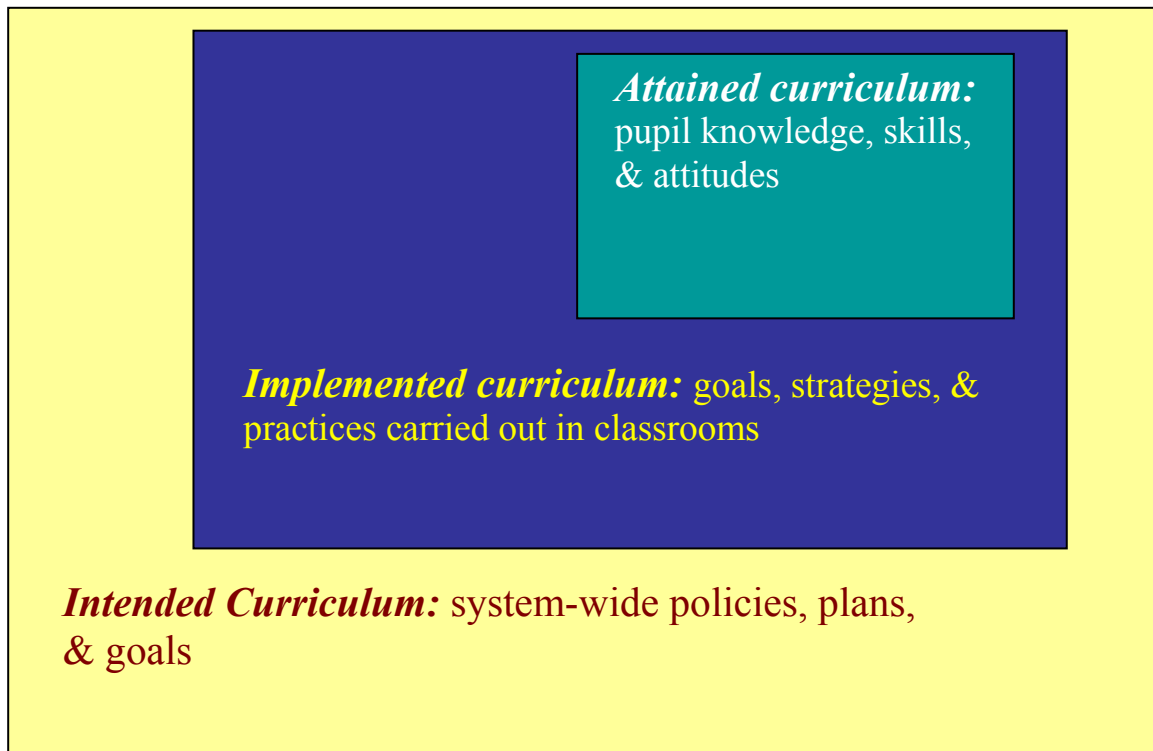 Attained curriculum:
pupil knowledge, skills,
& attitudes
Implemented curriculum: goals, strategies, &
practices carried out in classrooms
Intended Curriculum: system-wide policies, plans,
& goals